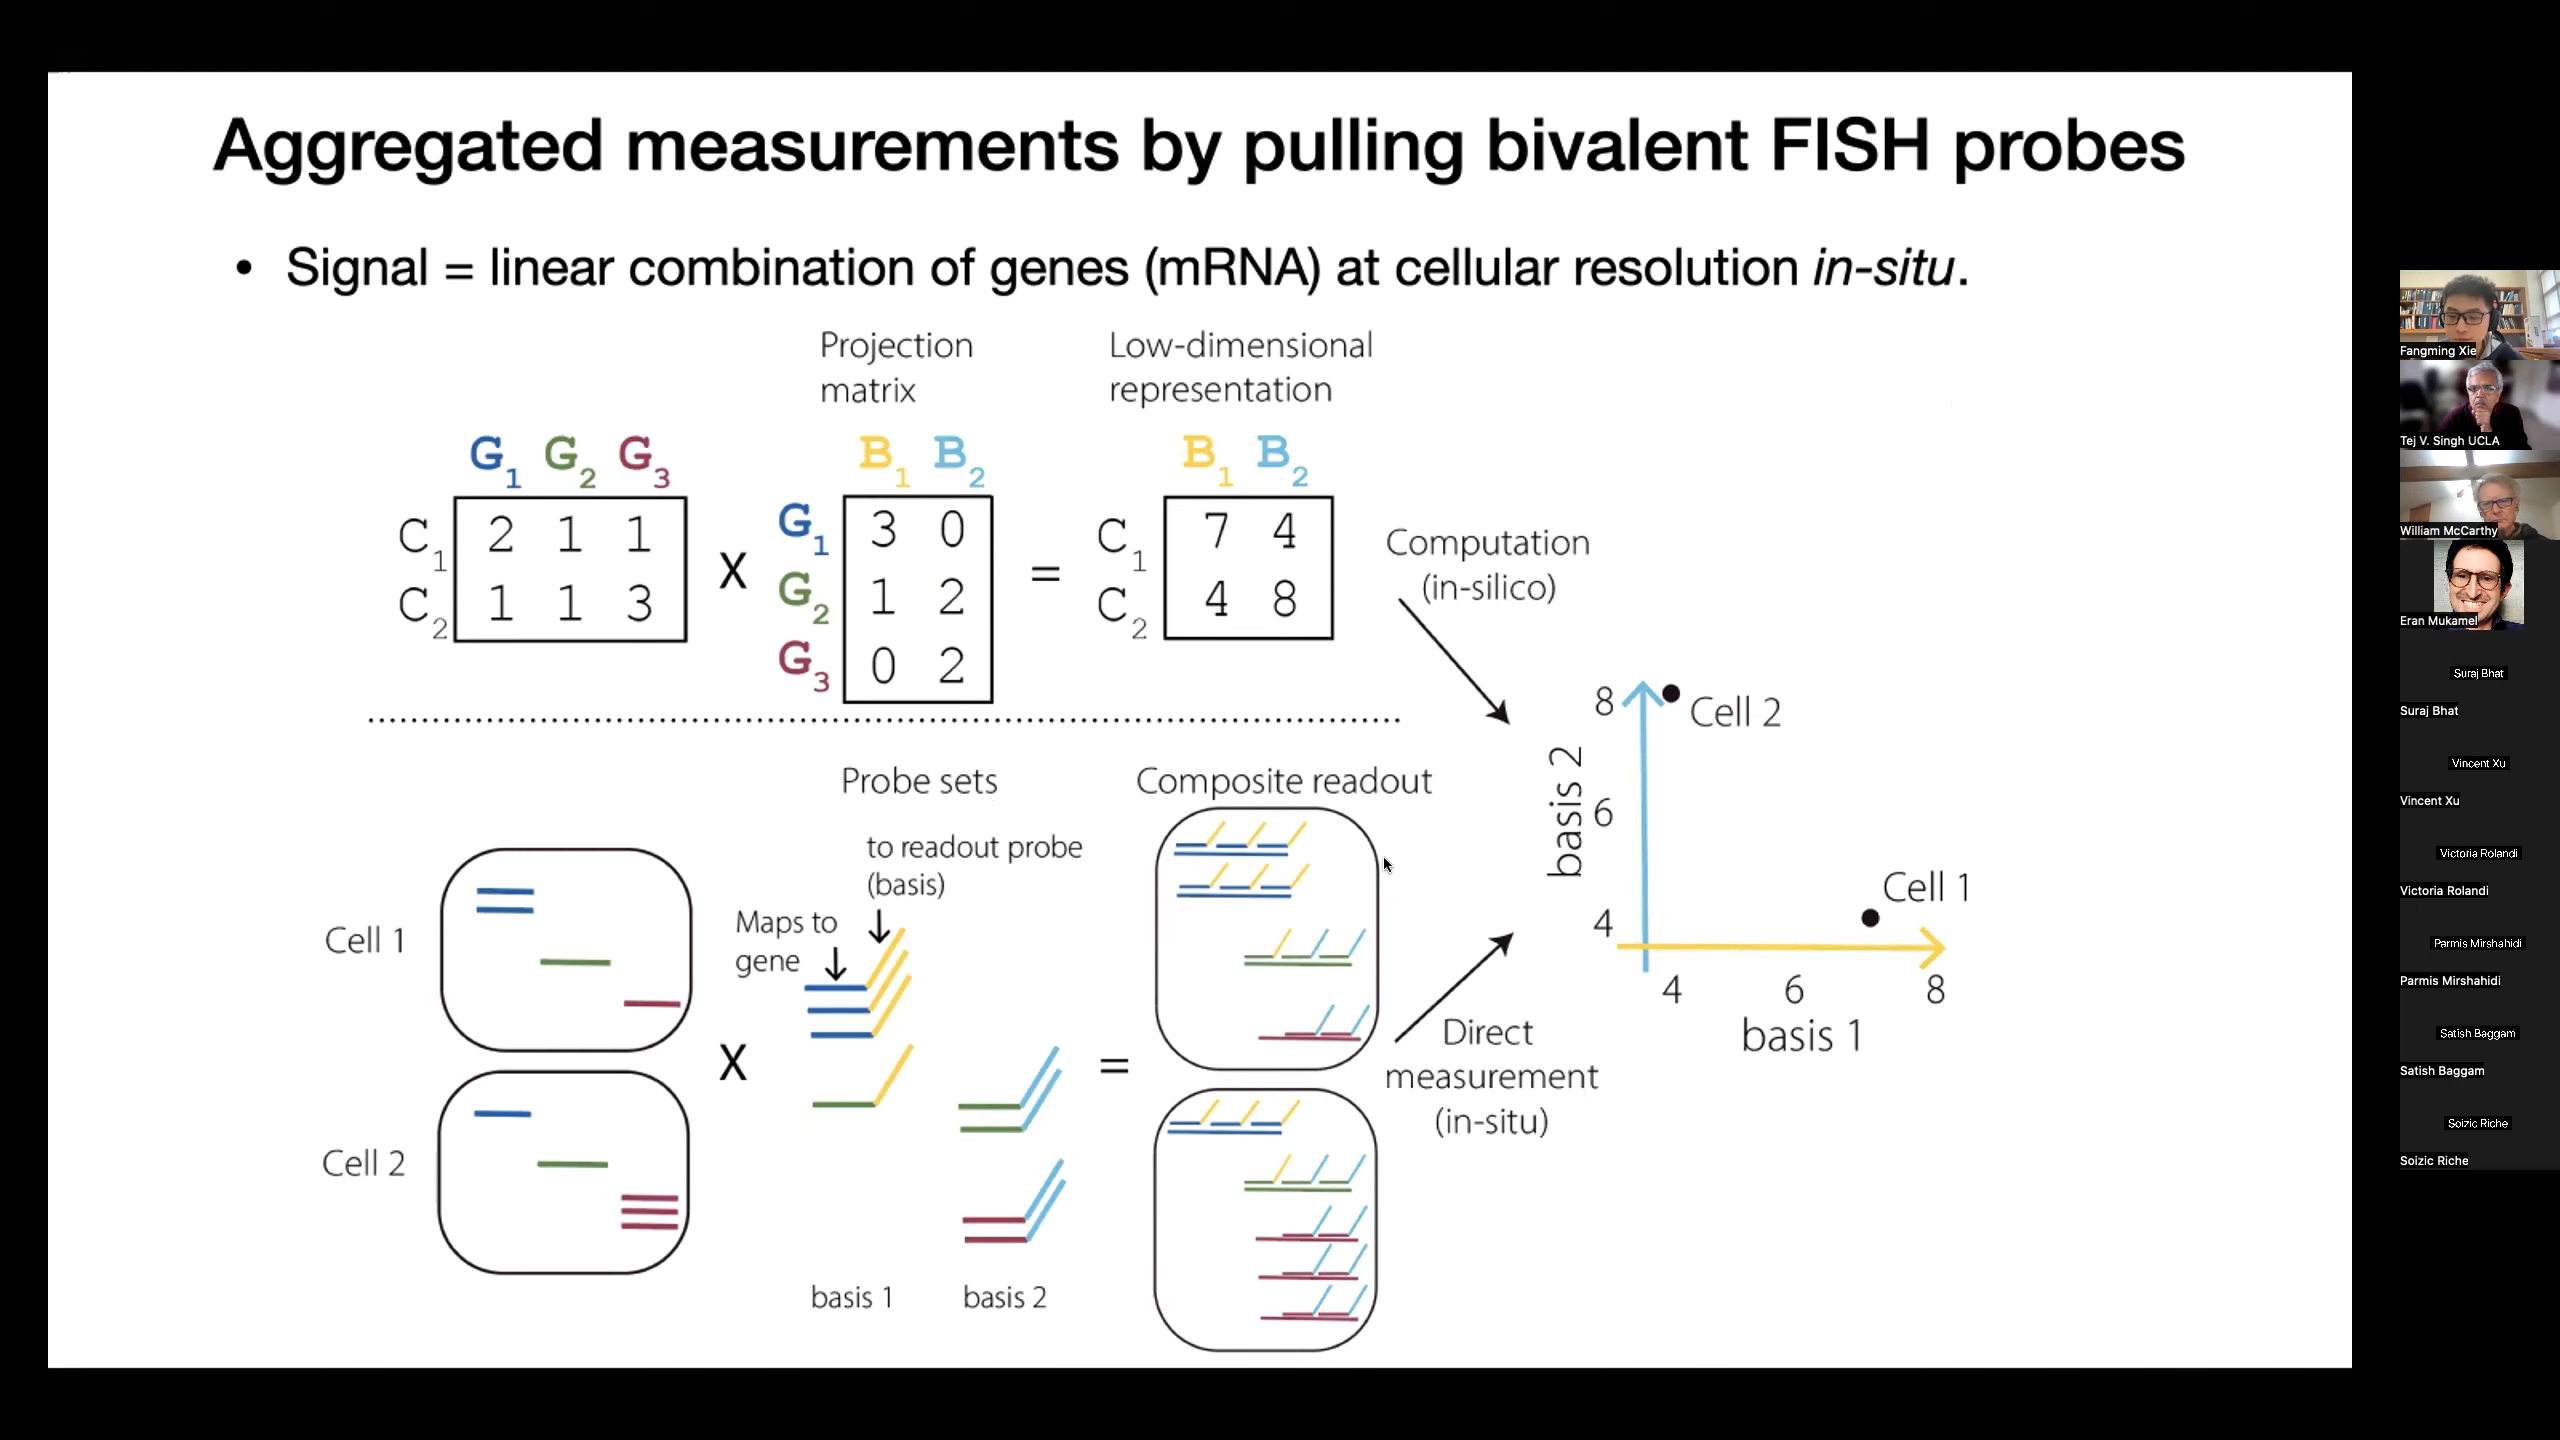 Aggregated measurements by pulling bivalent FISH probes
• Signal = linear combination of genes (mRNA) at cellular resolution in-situ.
Projection
matrix
Low-dimensional
representation
G1 G2 G3
B1 B2
B1 B2
C1 2 1 1
C2 1 1 3
X
G1 3 0
G2 1 2
G3 0 2
=
C1 7 4
C2 4 8
Computation
(in-silico)
Probe sets
Composite readout
to readout probe
(basis)
Maps to
gene
Cell 1
Cell 2
X
=
basis 1
basis 2
Direct
measurement
(in-situ)
8
6
4
basis 2
Cell 2
Cell 1
4 6 8
basis 1
Fangming Xie
Tej V. Singh UCLA
William McCarthy
Eran Mukamel
Suraj Bhat
Suraj Bhat
Vincent Xu
Vincent Xu
Victoria Rolandi
Victoria Rolandi
Parmis Mirshahidi
Parmis Mirshahidi
Satish Baggam
Satish Baggam
Soizic Riche
Soizic Riche